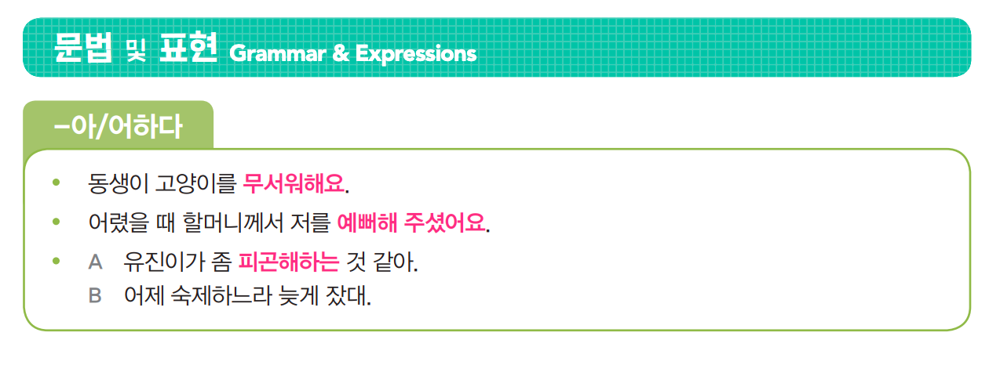 문법 및 표현 Grammar & Expressions
-아/어하다
• 동생이 고양이를 무서워해요.
• 어렸을 때 할머니께서 저를 예뻐해 주셨어요.
• A 유진이가 좀 피곤해하는 것 같아.
B 어제 숙제하느라 늦게 잤대.